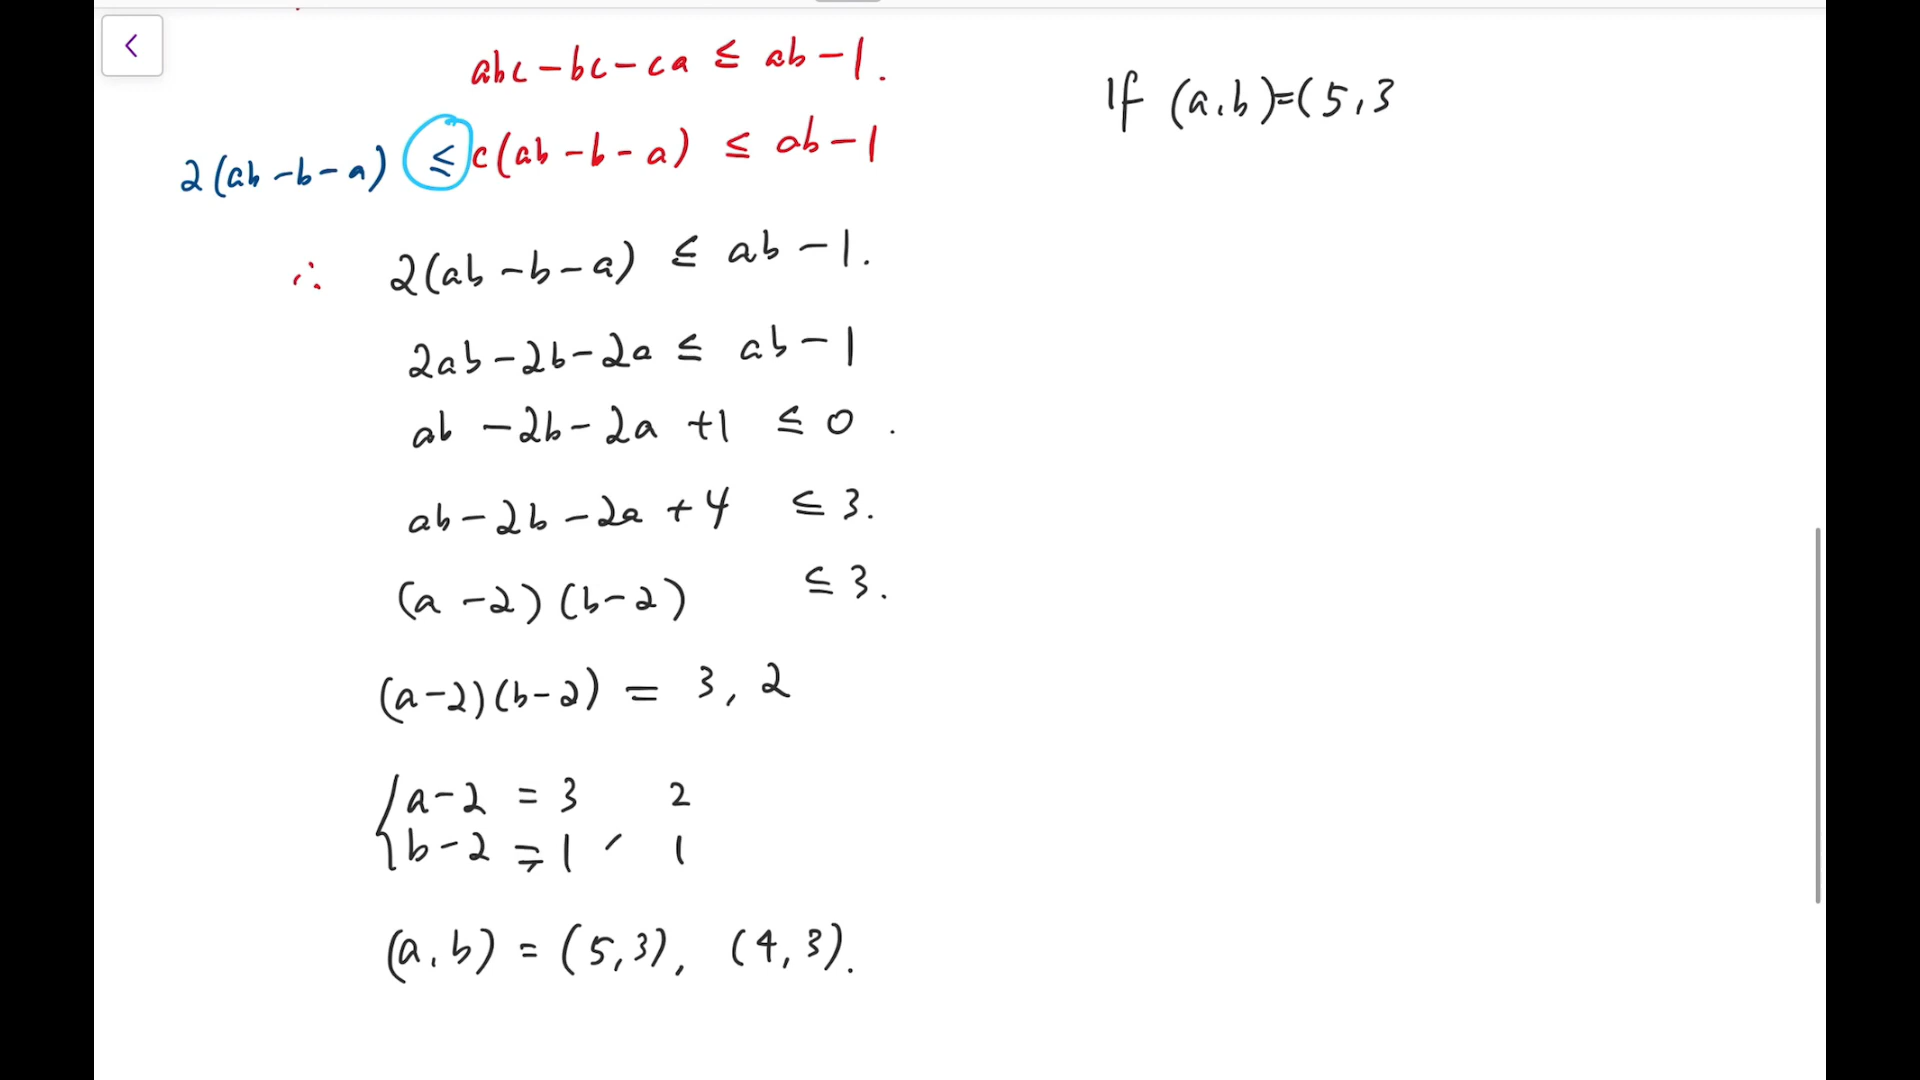 abc - bc - ca ≤ ab - 1.
2(ab - b - a) ≤ c(ab - b - a) ≤ ab - 1
∴ 2(ab - b - a) ≤ ab - 1.
2ab - 2b - 2a ≤ ab - 1
ab - 2b - 2a + 1 ≤ 0.
ab - 2b - 2a + 4 ≤ 3.
(a - 2)(b - 2) ≤ 3.
(a - 2)(b - 2) = 3, 2
a - 2 = 3 2
b - 2 = 1 , 1
(a, b) = (5, 3), (4, 3).
If (a, b) = (5, 3